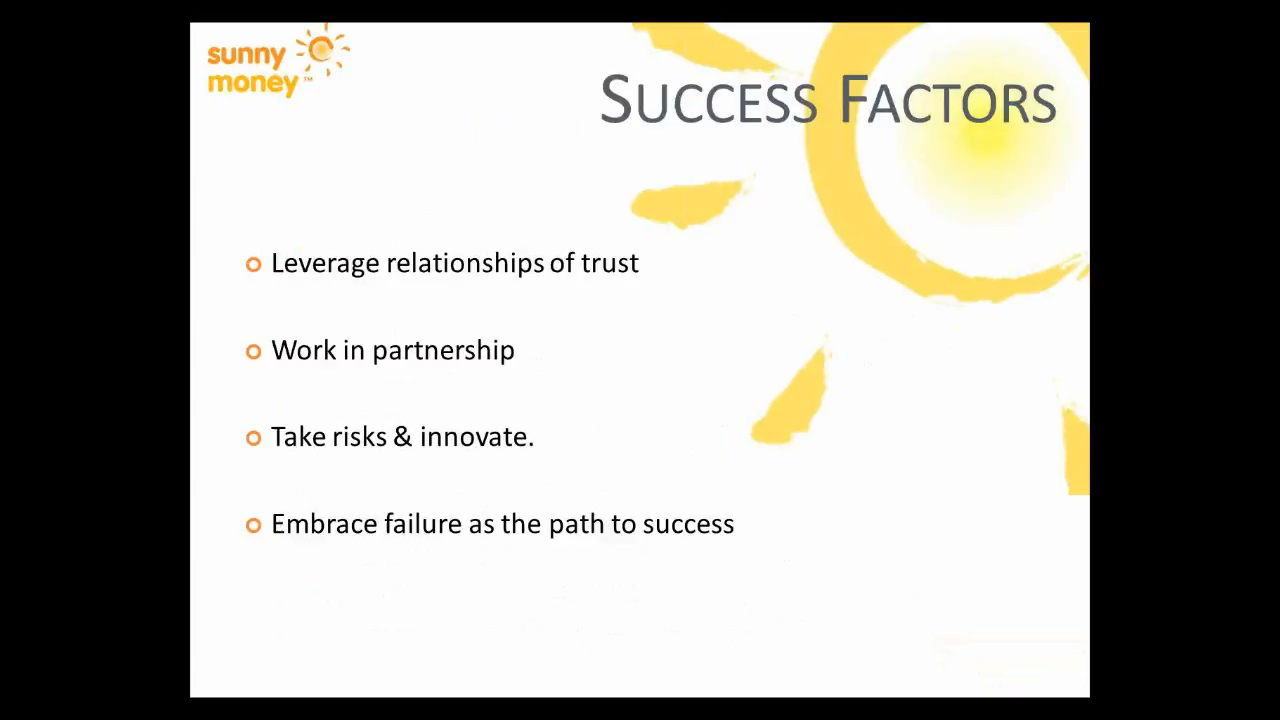 sunny
money™
SUCCESS FACTORS
Leverage relationships of trust
Work in partnership
Take risks & innovate.
Embrace failure as the path to success